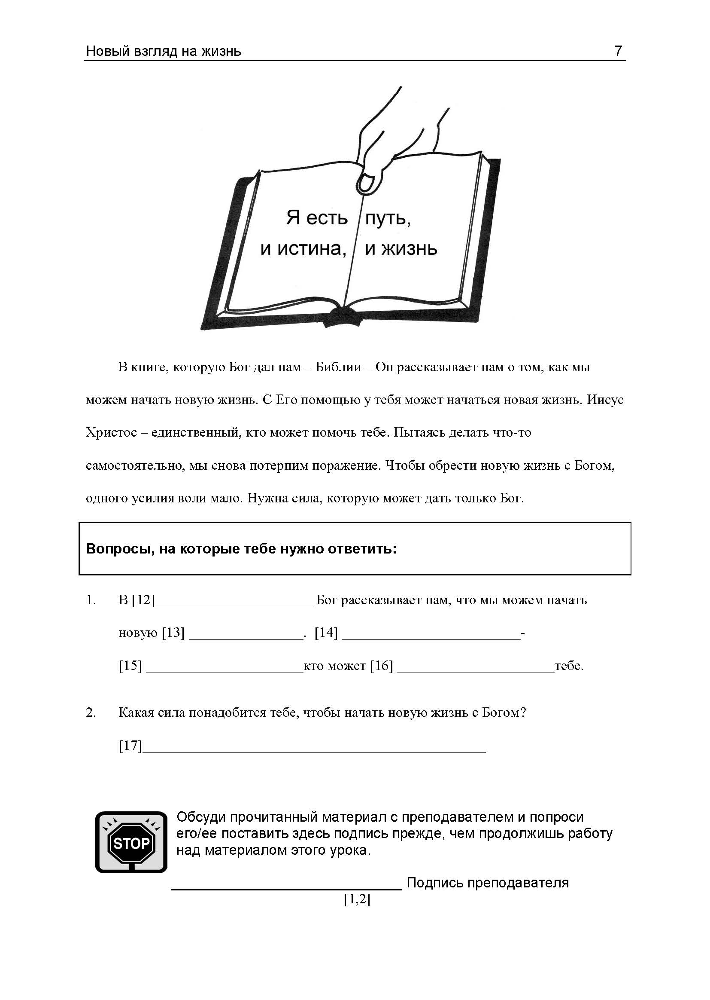 Новый взгляд на жизнь 7
Я есть путь,
и истина, и жизнь
В книге, которую Бог дал нам – Библии – Он рассказывает нам о том, как мы
можем начать новую жизнь. С Его помощью у тебя может начаться новая жизнь. Иисус
Христос – единственный, кто может помочь тебе. Пытаясь делать что-то
самостоятельно, мы снова потерпим поражение. Чтобы обрести новую жизнь с Богом,
одного усилия воли мало. Нужна сила, которую может дать только Бог.
Вопросы, на которые тебе нужно ответить:
1. В [12]______________________ Бог рассказывает нам, что мы можем начать
новую [13] ________________. [14] _________________________-
[15] ______________________кто может [16] ______________________тебе.
2. Какая сила понадобится тебе, чтобы начать новую жизнь с Богом?
[17]________________________________________________
STOP
Обсуди прочитанный материал с преподавателем и попроси
его/ее поставить здесь подпись прежде, чем продолжишь работу
над материалом этого урока.
______________________________ Подпись преподавателя
[1,2]